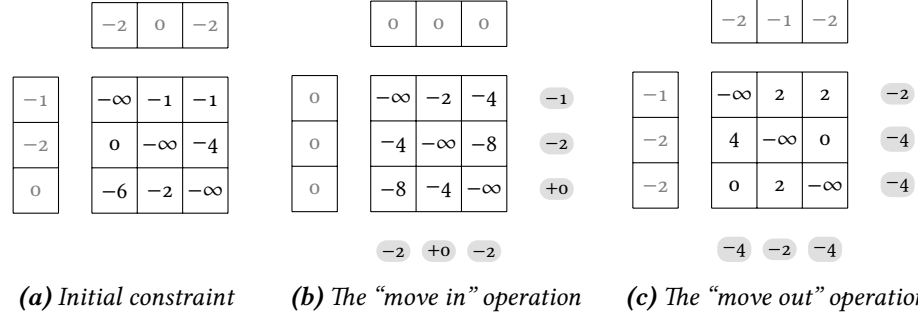 −2 0 −2
0 0 0
−2 −1 −2
−1 −∞ −1 −1
0 −∞ −2 −4 −1
−1 −∞ 2 2 −2
−2 0 −∞ −4
0 −4 −∞ −8 −2
−2 4 −∞ 0 −4
0 −6 −2 −∞
0 −8 −4 −∞ +0
−2 0 2 −∞ −4
−2 +0 −2
−4 −2 −4
(a) Initial constraint
(b) The “move in” operation
(c) The “move out” operation